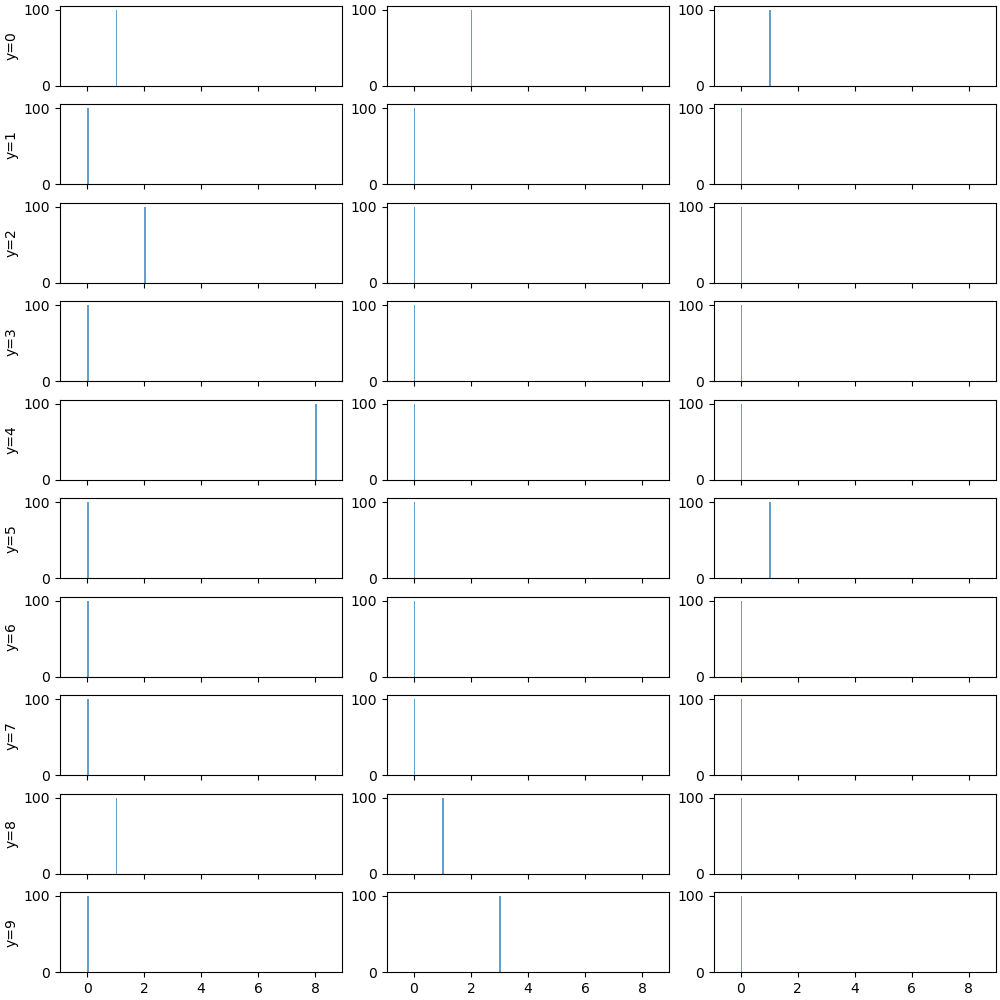 y=0 100 0 100 0 100 0
y=1 100 0 100 0 100 0
y=2 100 0 100 0 100 0
y=3 100 0 100 0 100 0
y=4 100 0 100 0 100 0
y=5 100 0 100 0 100 0
y=6 100 0 100 0 100 0
y=7 100 0 100 0 100 0
y=8 100 0 100 0 100 0
y=9 100 0 100 0 100 0
0 2 4 6 8 0 2 4 6 8 0 2 4 6 8